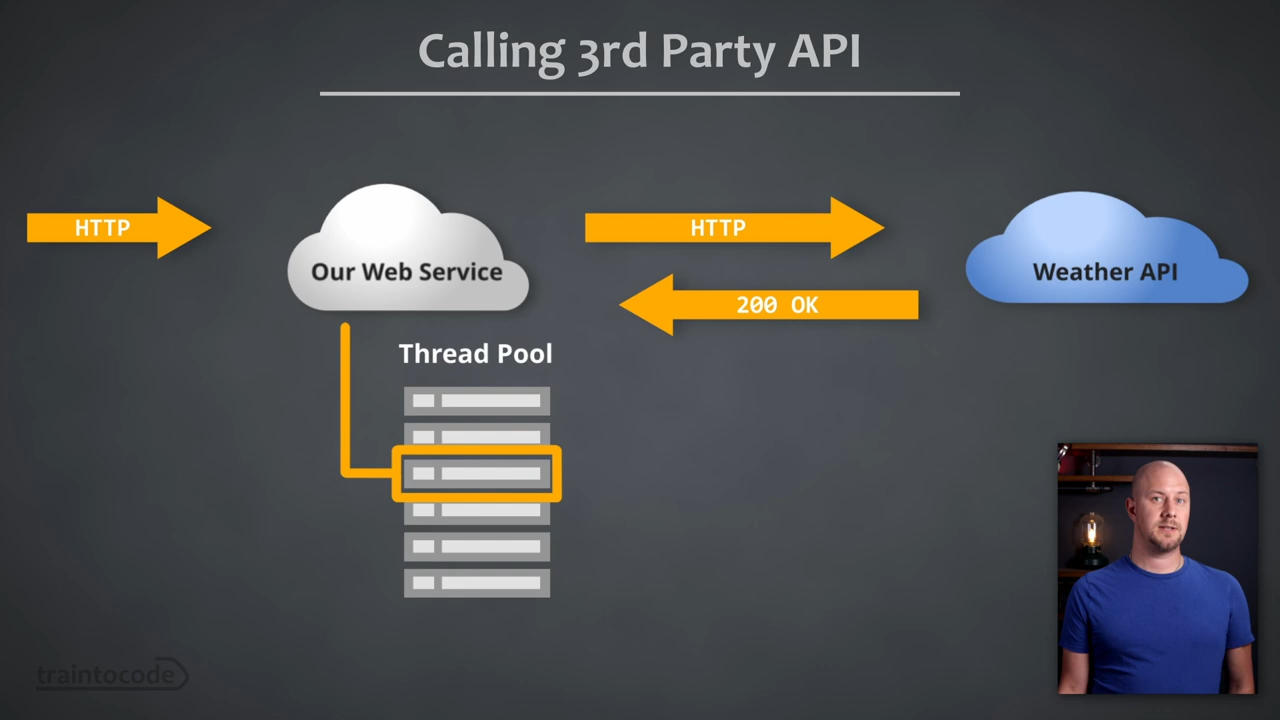 Calling 3rd Party API
HTTP
Our Web Service
HTTP
Weather API
200 OK
Thread Pool
traintocode